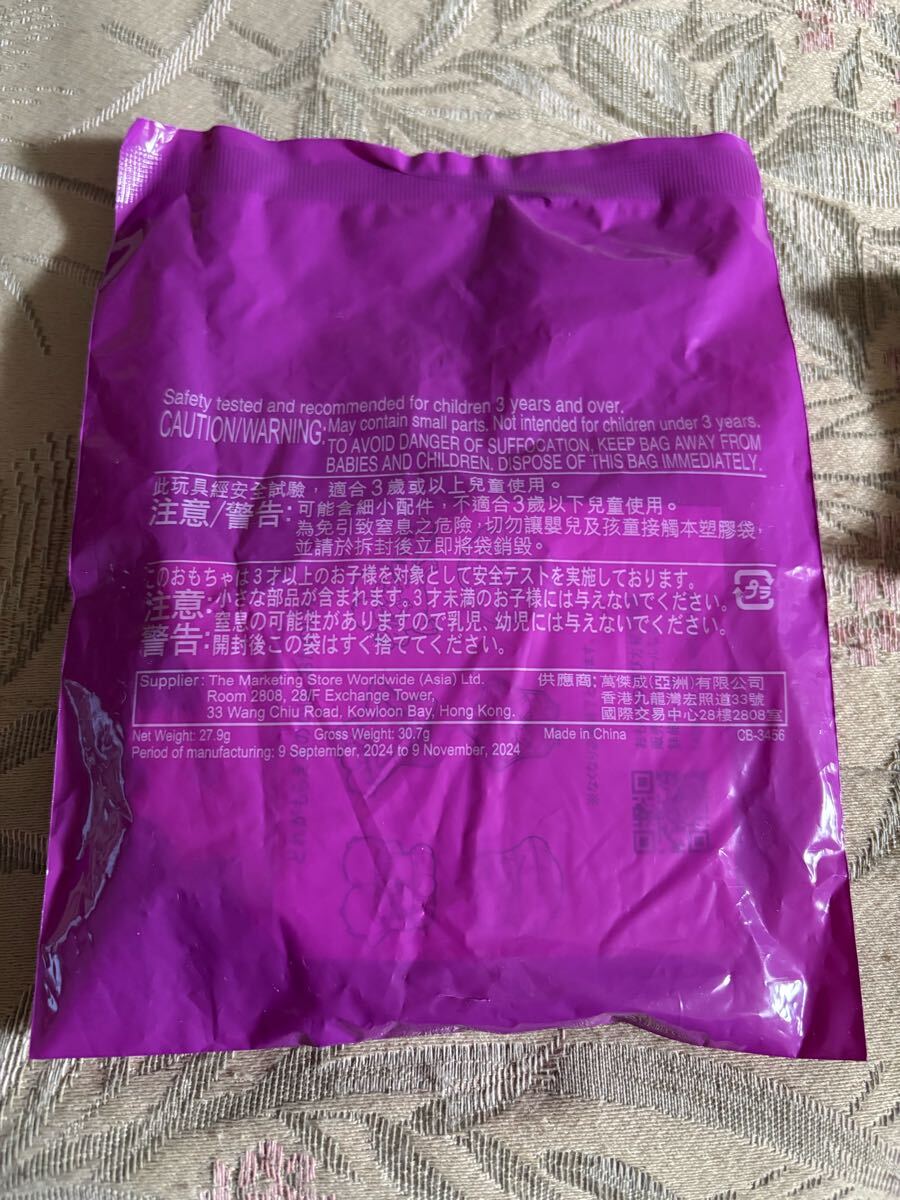 Safety tested and recommended for children 3 years and over.
CAUTION/WARNING: May contain small parts. Not intended for children under 3 years.
TO AVOID DANGER OF SUFFOCATION, KEEP BAG AWAY FROM
BABIES AND CHILDREN. DISPOSE OF THIS BAG IMMEDIATELY.
此玩具經安全試驗，適合3歲或以上兒童使用。
注意/警告: 可能含細小配件，不適合3歲以下兒童使用。
為免引致窒息之危險，切勿讓嬰兒及孩童接觸本塑膠袋，
並請於拆封後立即將袋銷毀。
このおもちゃは3才以上のお子様を対象として安全テストを実施しております。
注意: 小さな部品が含まれます。3才未満のお子様には与えないでください。
窒息の可能性がありますので乳児、幼児には与えないでください。
警告: 開封後この袋はすぐ捨ててください。
プラ
Supplier: The Marketing Store Worldwide (Asia) Ltd.
Room 2808, 28/F Exchange Tower,
33 Wang Chiu Road, Kowloon Bay, Hong Kong.
供應商: 萬傑成(亞洲)有限公司
香港九龍灣宏照道33號
國際交易中心28樓2808室
Net Weight: 27.9g Gross Weight: 30.7g Made in China CB-3456
Period of manufacturing: 9 September, 2024 to 9 November, 2024